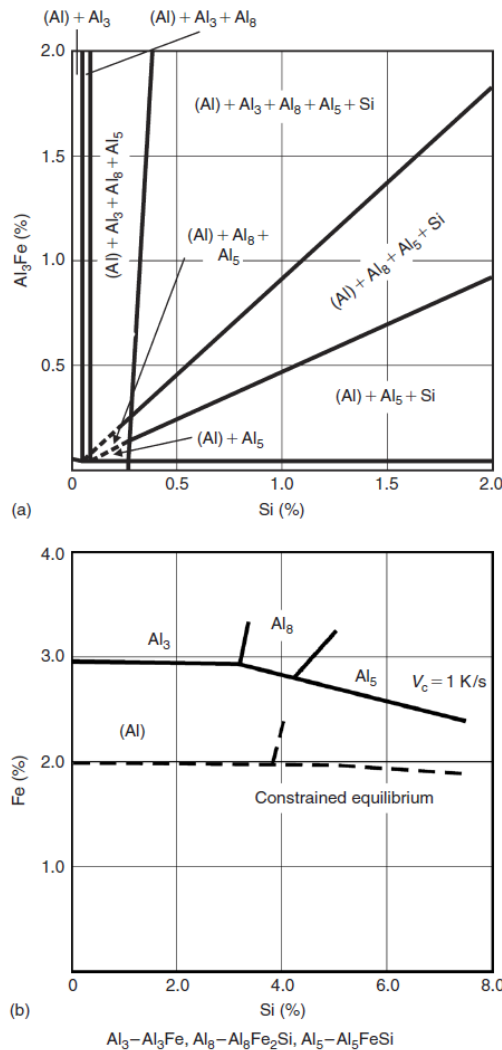 (Al) + Al₃
(Al) + Al₃ + Al₈
2.0
1.5
1.0
0.5
0
Al₃Fe (%)
(Al) + Al₃ + Al₈ + Al₅ + Si
(Al) + Al₃ + Al₈ + Al₅
(Al) + Al₈ +
Al₅
(Al) + Al₈ + Al₅ + Si
(Al) + Al₅ + Si
(Al) + Al₅
0.5
1.0
1.5
2.0
(a)
Si (%)
4.0
3.0
2.0
1.0
Fe (%)
Al₃
Al₈
Al₅
V_c = 1 K/s
(Al)
Constrained equilibrium
0.0
2.0
4.0
6.0
8.0
(b)
Si (%)
Al₃–Al₃Fe, Al₈–Al₈Fe₂Si, Al₅–Al₅FeSi